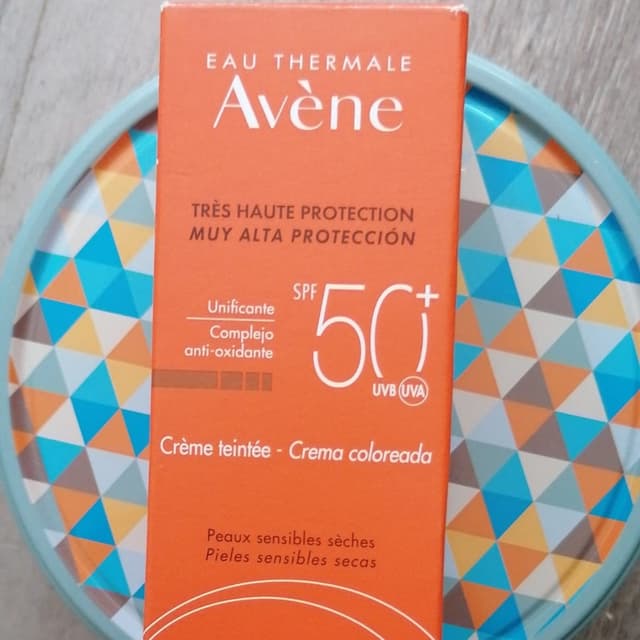 EAU THERMALE
Avène
TRÈS HAUTE PROTECTION
MUY ALTA PROTECCIÓN
Unificante
Complejo
anti-oxidante
SPF 50+
UVB UVA
Crème teintée - Crema coloreada
Peaux sensibles sèches
Pieles sensibles secas